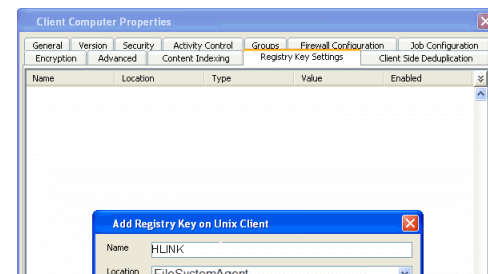 Client Computer Properties
General Version Security Activity Control Groups Firewall Configuration Job Configuration
Encryption Advanced Content Indexing Registry Key Settings Client Side Deduplication
Name Location Type Value Enabled
Add Registry Key on Unix Client
Name HLINK
Location FileSystemAgent